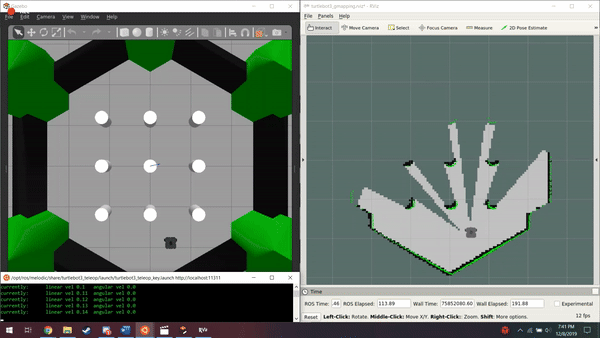 Gazebo
File Edit Camera View Window Help
/opt/ros/melodic/share/turtlebot3_teleop/launch/turtlebot3_teleop_key.launch http://localhost:11311
currently: linear vel 0.1 angular vel 0.0
currently: linear vel 0.11 angular vel 0.0
currently: linear vel 0.12 angular vel 0.0
currently: linear vel 0.13 angular vel 0.0
currently: linear vel 0.14 angular vel 0.0
turtlebot3_gmapping.rviz* - RViz
File Panels Help
Interact Move Camera Select Focus Camera Measure 2D Pose Estimate
Time
ROS Time: .46 ROS Elapsed: 113.89 Wall Time: 75852080.60 Wall Elapsed: 191.88 Experimental
Reset Left-Click: Rotate. Middle-Click: Move X/Y. Right-Click:: Zoom. Shift: More options. 12 fps
RViz
7:41 PM
12/8/2019